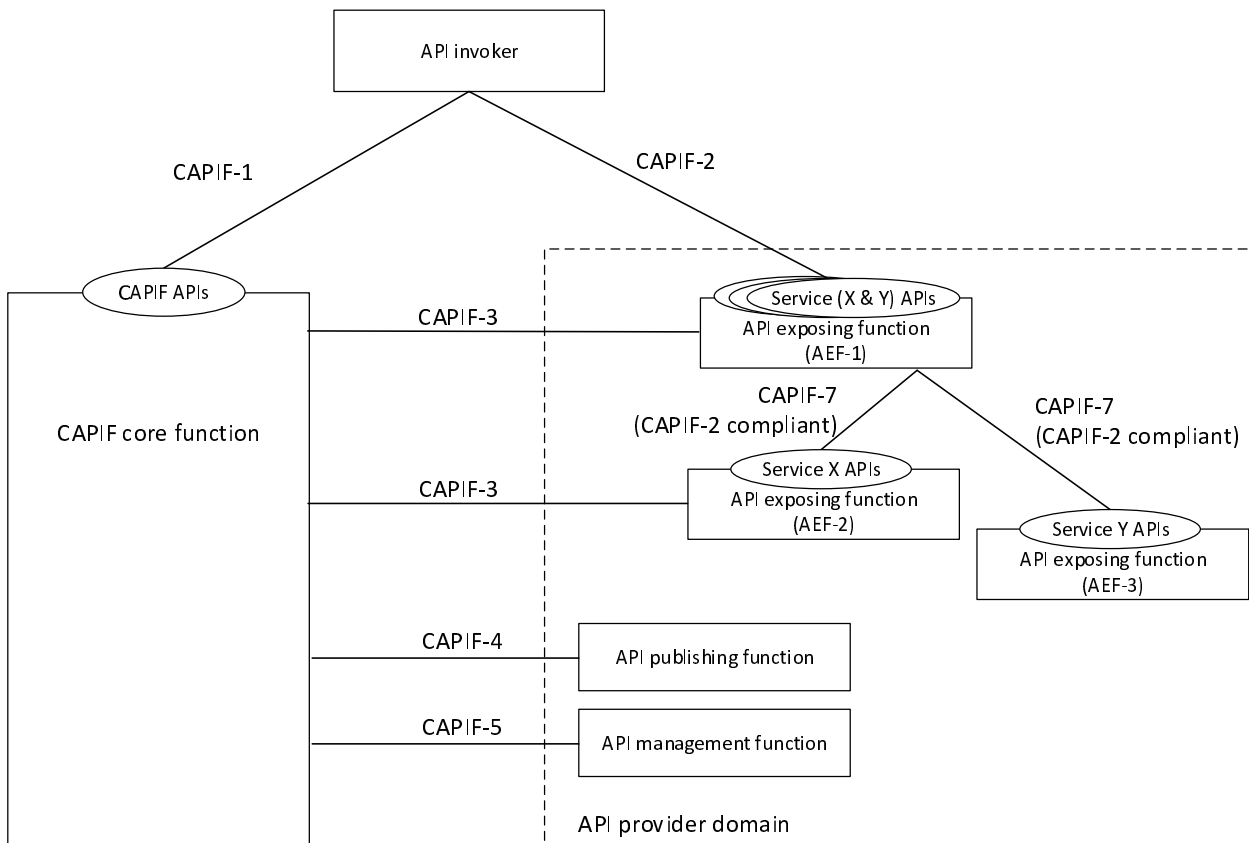 API invoker
CAPIF-1
CAPIF-2
CAPIF APIs
Service (X & Y) APIs
CAPIF-3
API exposing function
(AEF-1)
CAPIF-7
(CAPIF-2 compliant)
CAPIF-7
(CAPIF-2 compliant)
CAPIF core function
Service X APIs
CAPIF-3
API exposing function
(AEF-2)
Service Y APIs
API exposing function
(AEF-3)
CAPIF-4
API publishing function
CAPIF-5
API management function
API provider domain